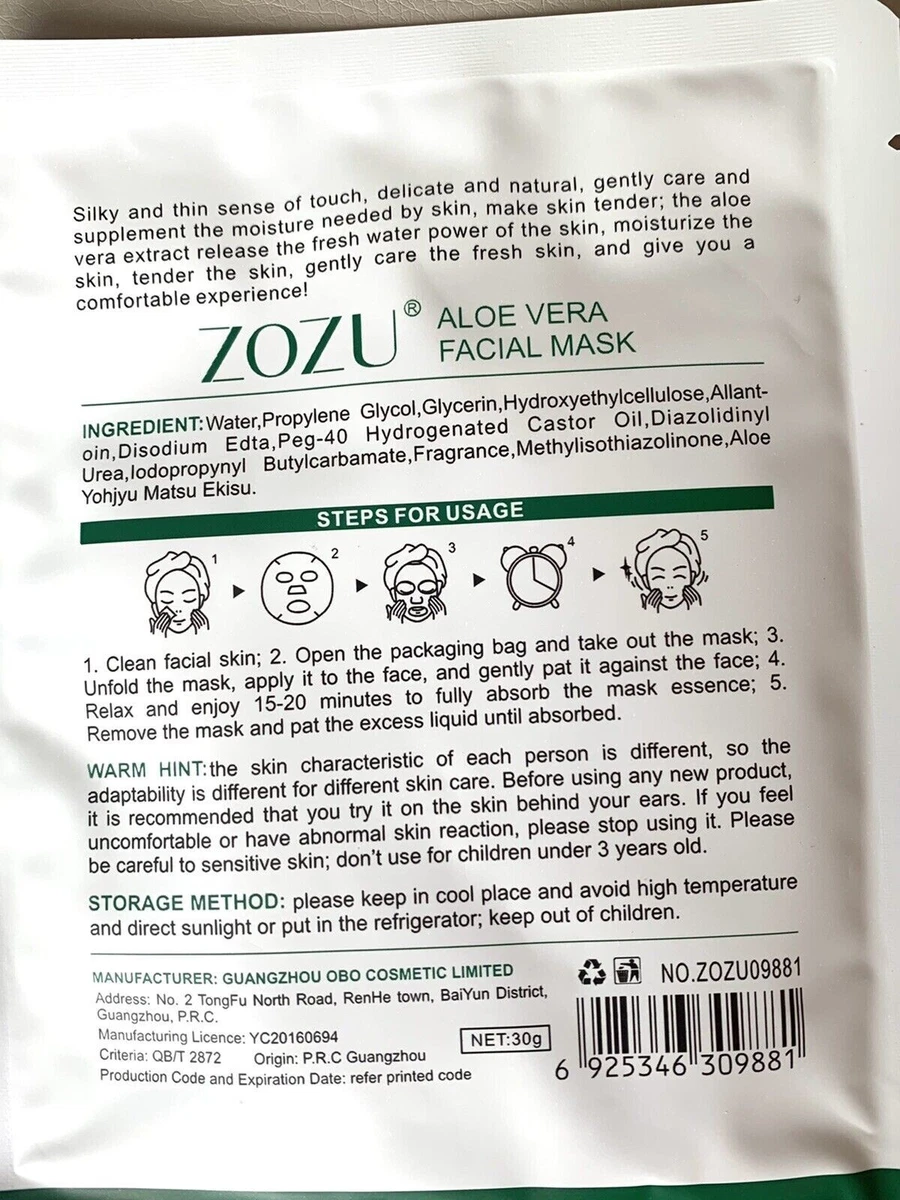 Silky and thin sense of touch, delicate and natural, gently care and
supplement the moisture needed by skin, make skin tender; the aloe
vera extract release the fresh water power of the skin, moisturize the
skin, tender the skin, gently care the fresh skin, and give you a
comfortable experience!
ZOZU® ALOE VERA
FACIAL MASK
INGREDIENT:Water,Propylene Glycol,Glycerin,Hydroxyethylcellulose,Allant-
oin,Disodium Edta,Peg-40 Hydrogenated Castor Oil,Diazolidinyl
Urea,Iodopropynyl Butylcarbamate,Fragrance,Methylisothiazolinone,Aloe
Yohjyu Matsu Ekisu.
STEPS FOR USAGE
1 2 3 4 5
1. Clean facial skin; 2. Open the packaging bag and take out the mask; 3.
Unfold the mask, apply it to the face, and gently pat it against the face; 4.
Relax and enjoy 15-20 minutes to fully absorb the mask essence; 5.
Remove the mask and pat the excess liquid until absorbed.
WARM HINT:the skin characteristic of each person is different, so the
adaptability is different for different skin care. Before using any new product,
it is recommended that you try it on the skin behind your ears. If you feel
uncomfortable or have abnormal skin reaction, please stop using it. Please
be careful to sensitive skin; don't use for children under 3 years old.
STORAGE METHOD: please keep in cool place and avoid high temperature
and direct sunlight or put in the refrigerator; keep out of children.
MANUFACTURER: GUANGZHOU OBO COSMETIC LIMITED
Address: No. 2 TongFu North Road, RenHe town, BaiYun District,
Guangzhou, P.R.C.
Manufacturing Licence: YC20160694
Criteria: QB/T 2872 Origin: P.R.C Guangzhou
Production Code and Expiration Date: refer printed code
NET:30g
NO.ZOZU09881
6 925346 309881